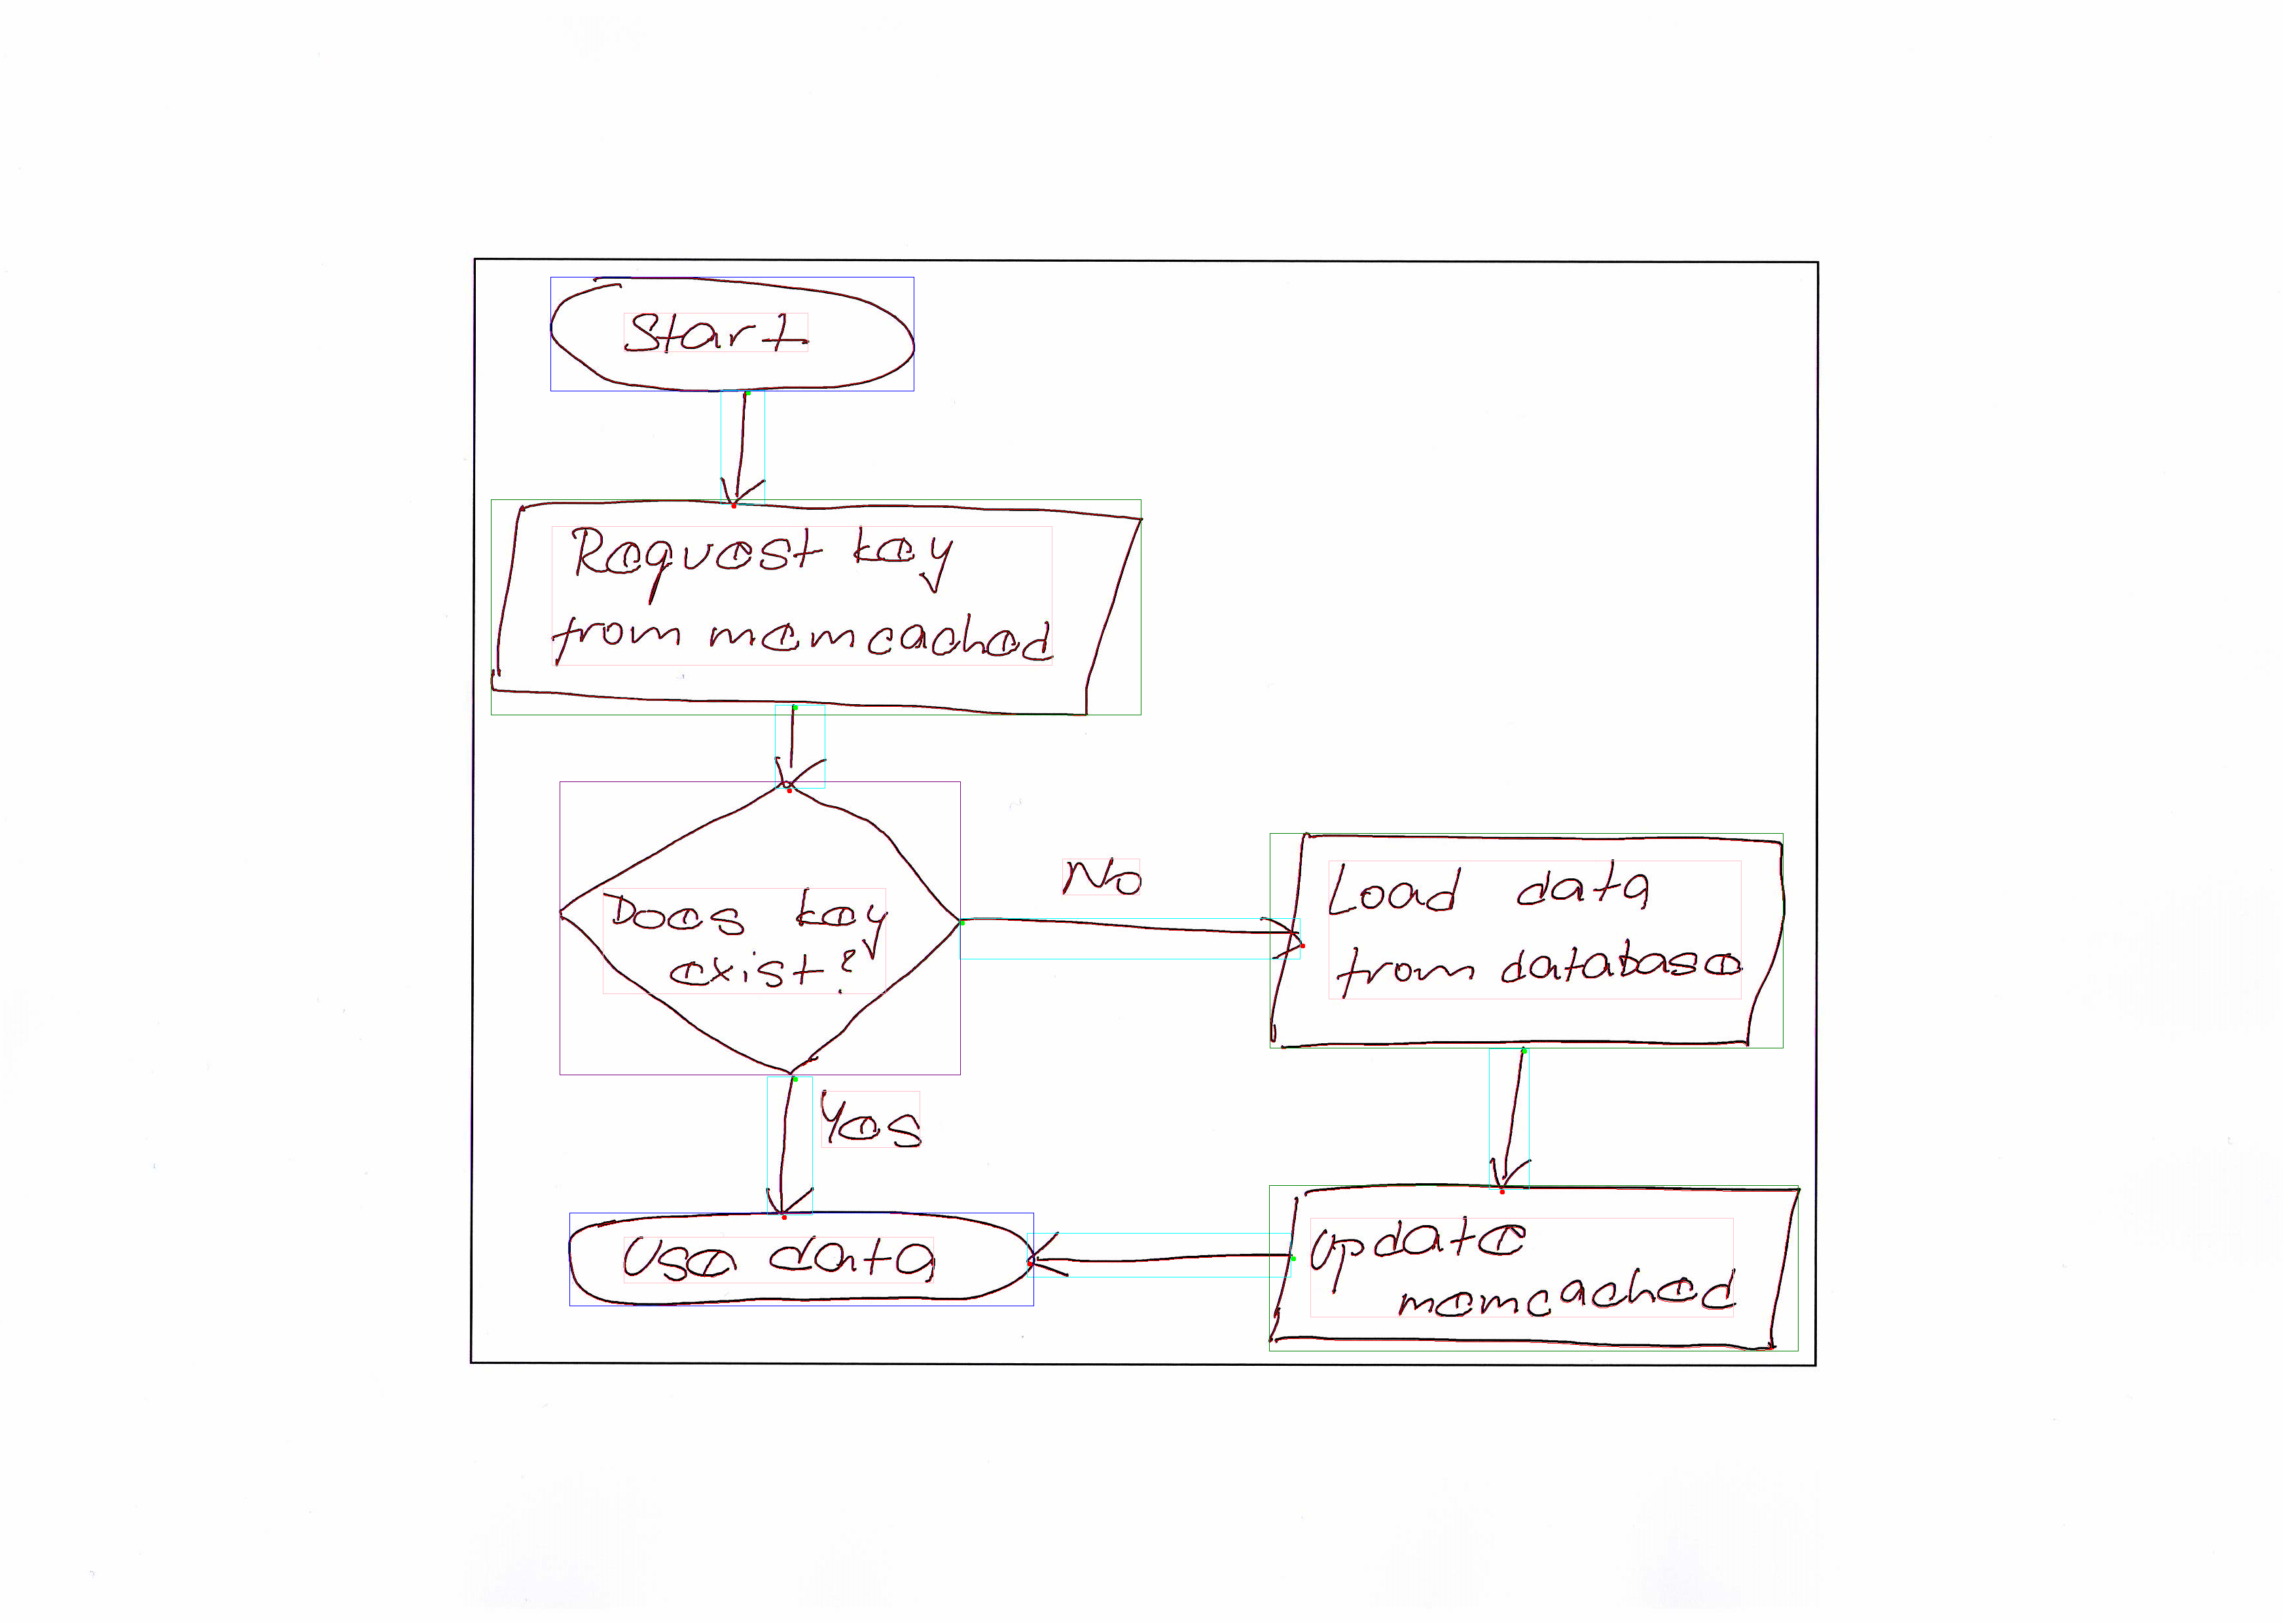 Start
Request key
from memcached
Does key
exist?
No
Load data
from database
Yes
Use data
Update
memcached